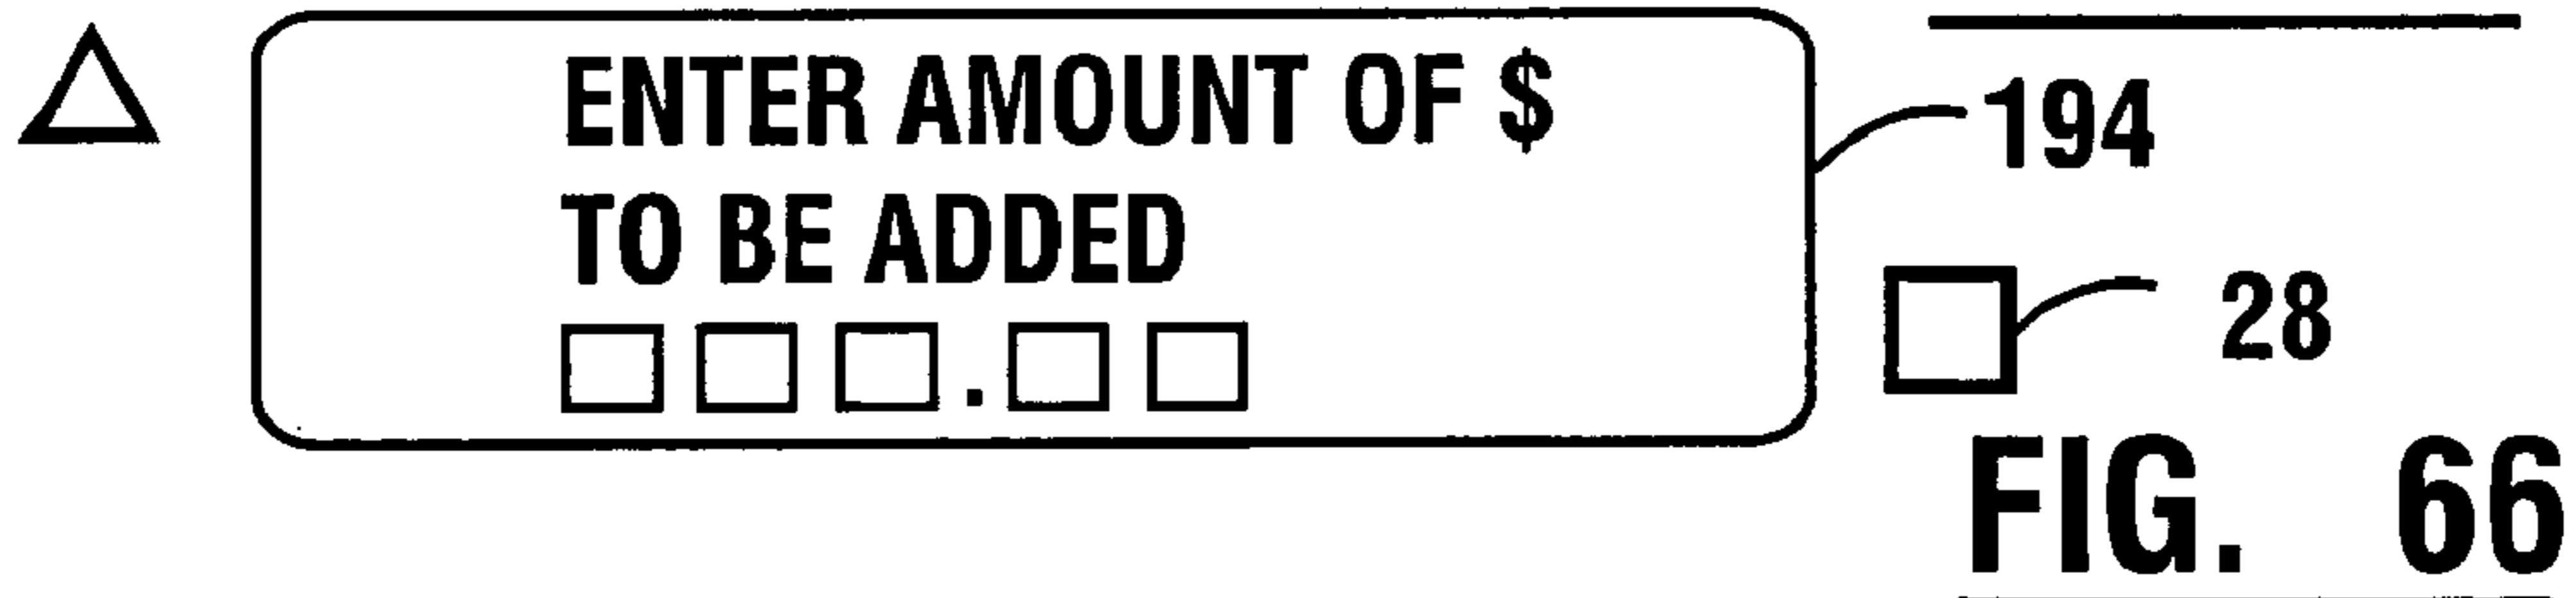 ENTER AMOUNT OF $
TO BE ADDED
.
194
28
FIG. 66